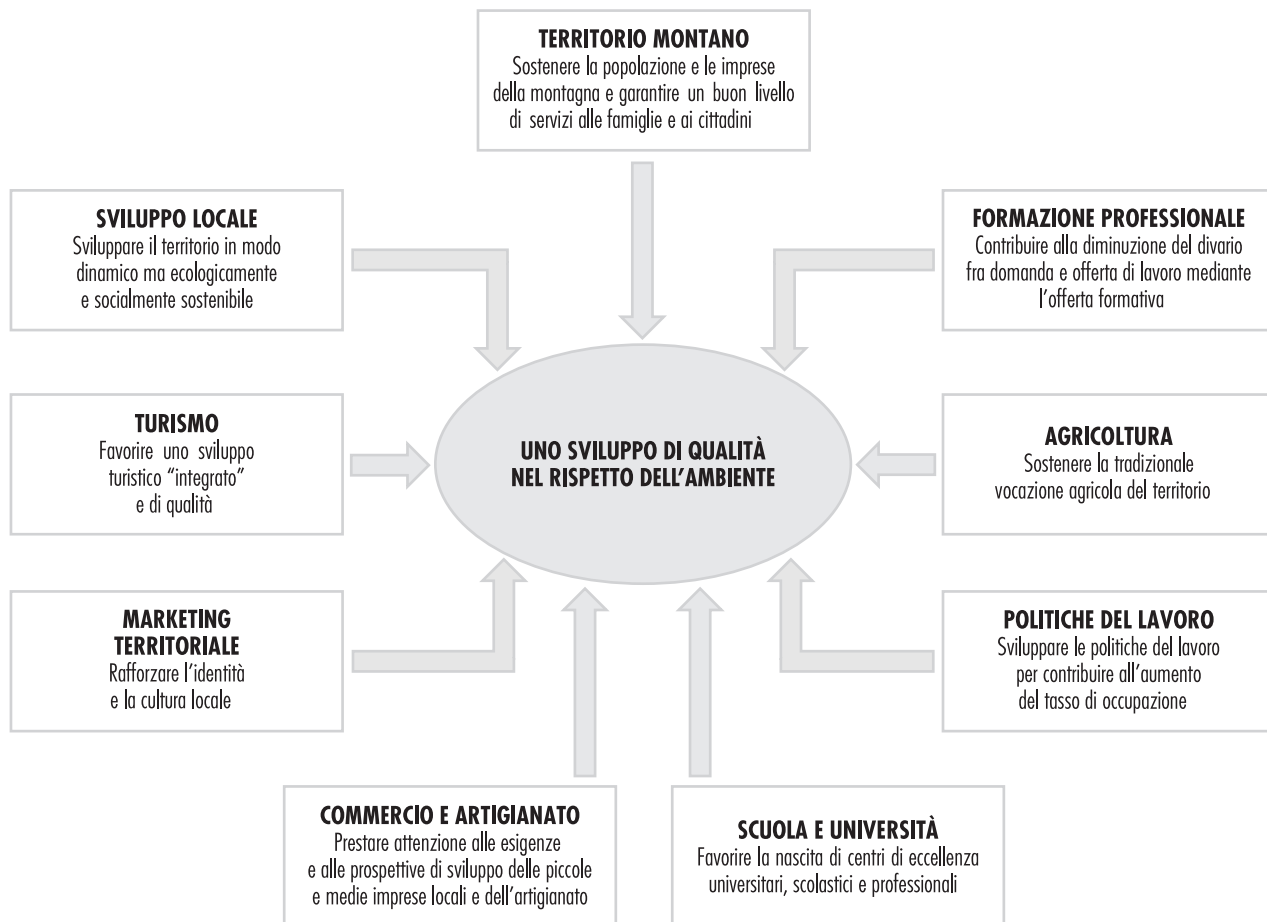 TERRITORIO MONTANO
Sostenere la popolazione e le imprese
della montagna e garantire un buon livello
di servizi alle famiglie e ai cittadini
SVILUPPO LOCALE
Sviluppare il territorio in modo
dinamico ma ecologicamente
e socialmente sostenibile
FORMAZIONE PROFESSIONALE
Contribuire alla diminuzione del divario
fra domanda e offerta di lavoro mediante
l'offerta formativa
TURISMO
Favorire uno sviluppo
turistico "integrato"
e di qualità
UNO SVILUPPO DI QUALITÀ
NEL RISPETTO DELL'AMBIENTE
AGRICOLTURA
Sostenere la tradizionale
vocazione agricola del territorio
MARKETING
TERRITORIALE
Rafforzare l'identità
e la cultura locale
POLITICHE DEL LAVORO
Sviluppare le politiche del lavoro
per contribuire all'aumento
del tasso di occupazione
COMMERCIO E ARTIGIANATO
Prestare attenzione alle esigenze
e alle prospettive di sviluppo delle piccole
e medie imprese locali e dell'artigianato
SCUOLA E UNIVERSITÀ
Favorire la nascita di centri di eccellenza
universitari, scolastici e professionali